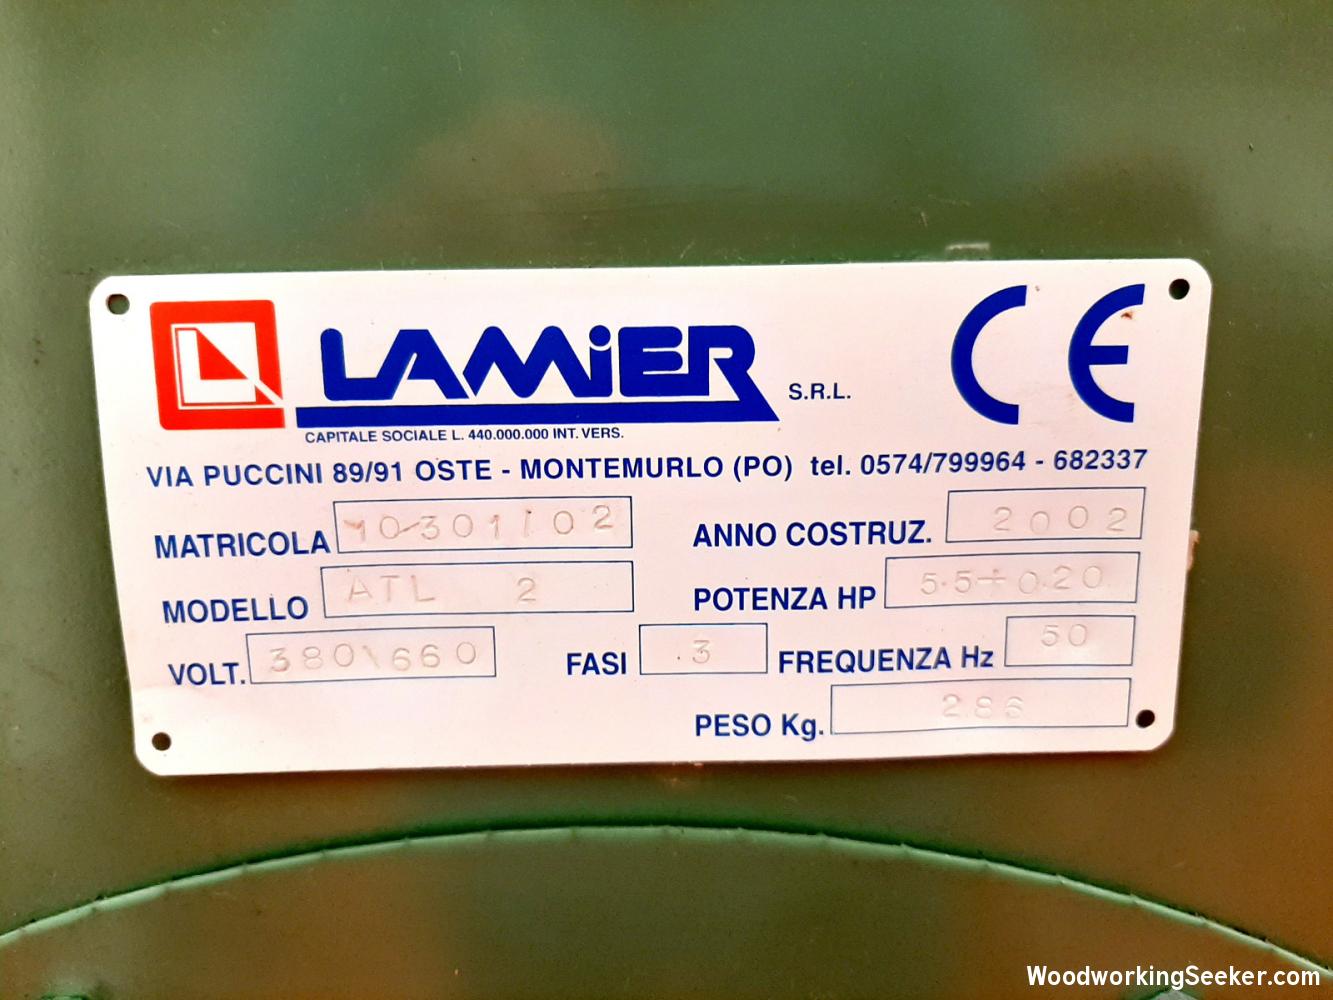 LAMiER S.R.L. CE
CAPITALE SOCIALE L. 440.000.000 INT. VERS.
VIA PUCCINI 89/91 OSTE - MONTEMURLO (PO) tel. 0574/799964 - 682337
MATRICOLA 10-301/02 ANNO COSTRUZ. 2002
MODELLO ATL 2 POTENZA HP 5.5+0.20
VOLT. 380\660 FASI .3 FREQUENZA Hz 50
PESO Kg. 286
WoodworkingSeeker.com